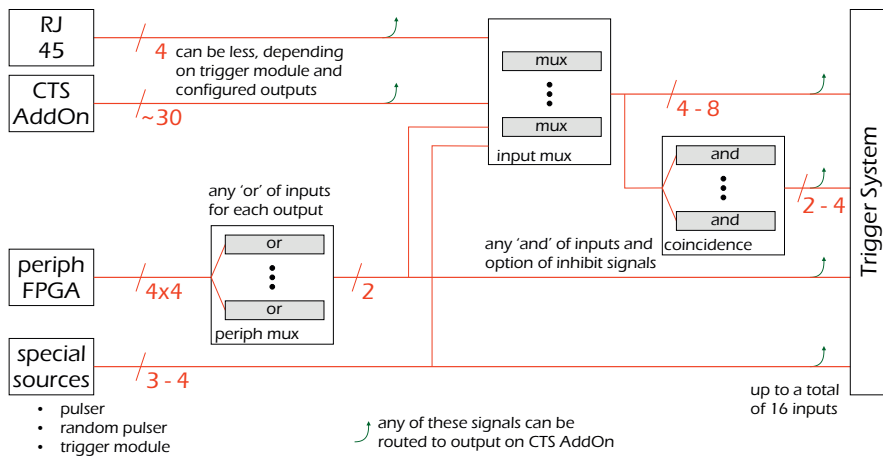 RJ
45
4
can be less, depending
on trigger module and
configured outputs
CTS
AddOn
~30
mux
mux
input mux
4 - 8
and
and
coincidence
2 - 4
Trigger System
any 'or' of inputs
for each output
periph
FPGA
4x4
or
or
periph mux
2
any 'and' of inputs and
option of inhibit signals
special
sources
3 - 4
• pulser
• random pulser
• trigger module
any of these signals can be
routed to output on CTS AddOn
up to a total
of 16 inputs